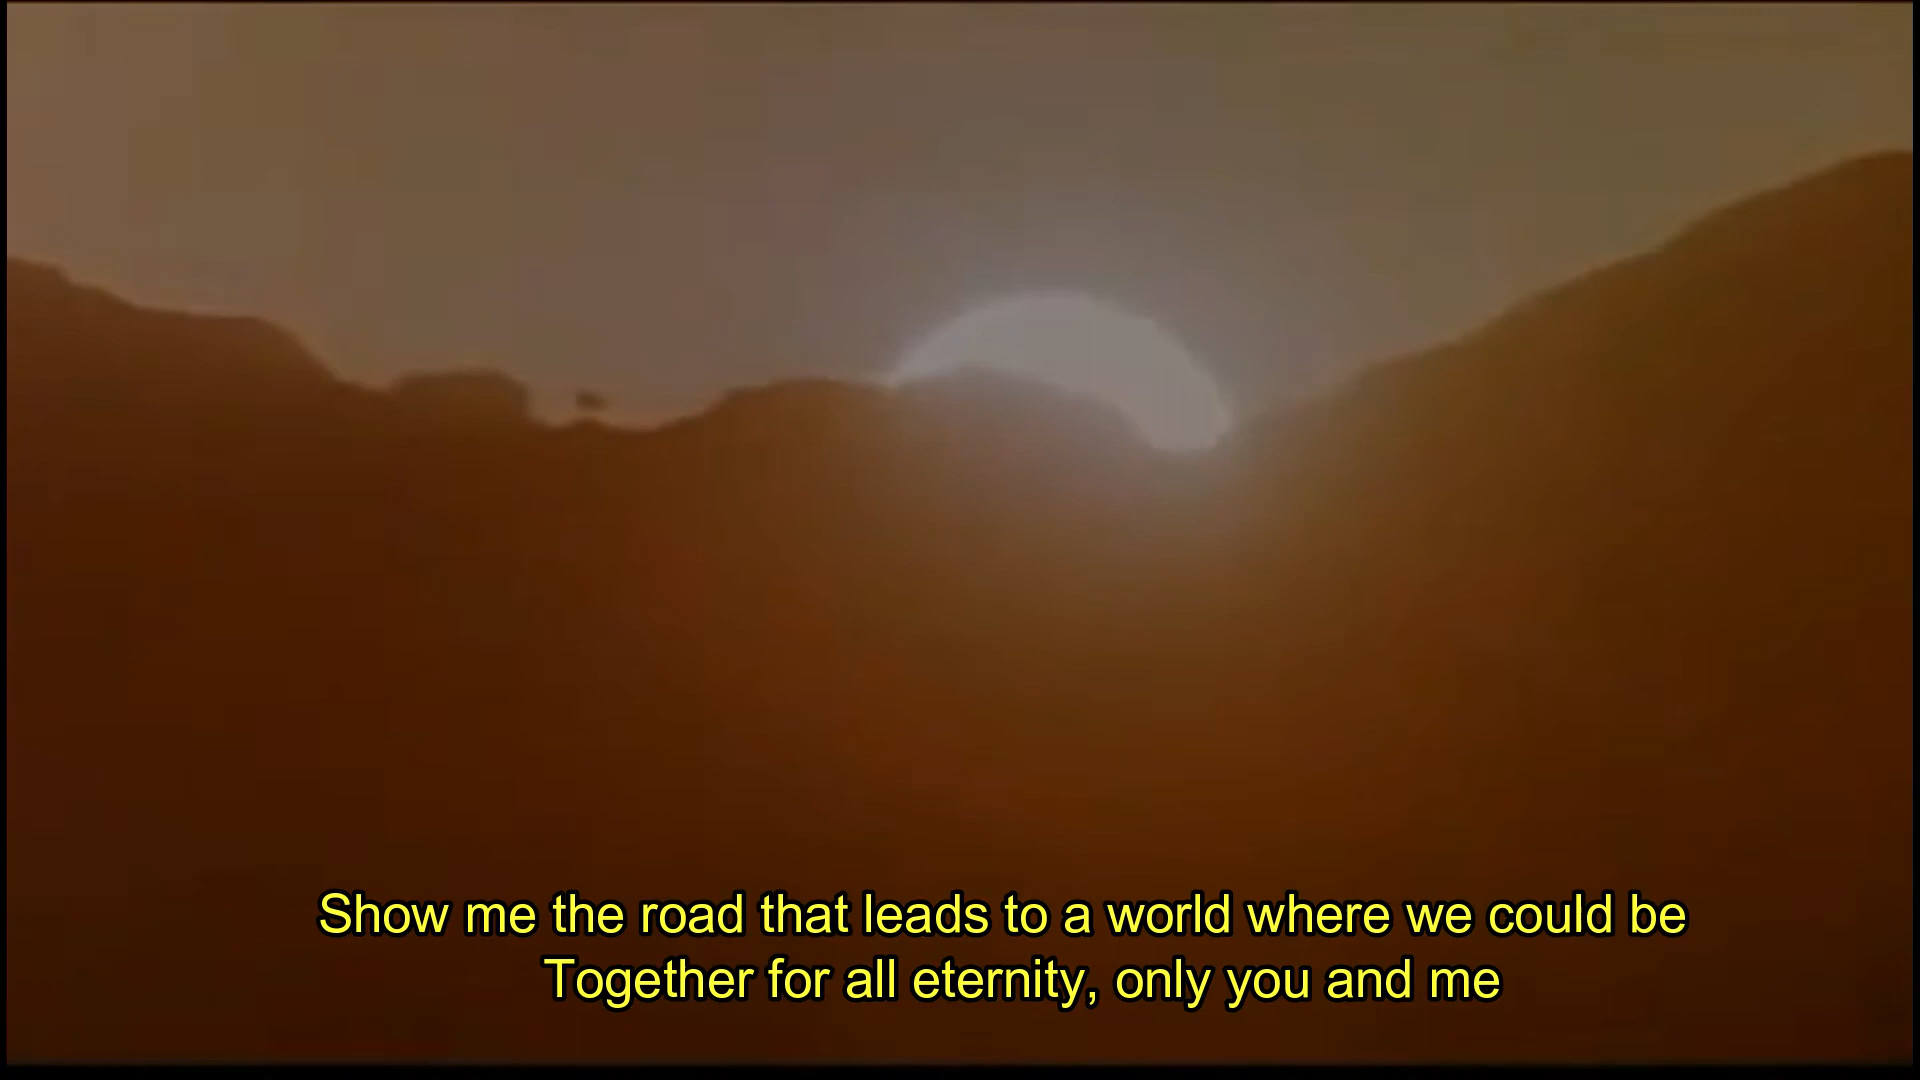 Show me the road that leads to a world where we could be
Together for all eternity, only you and me